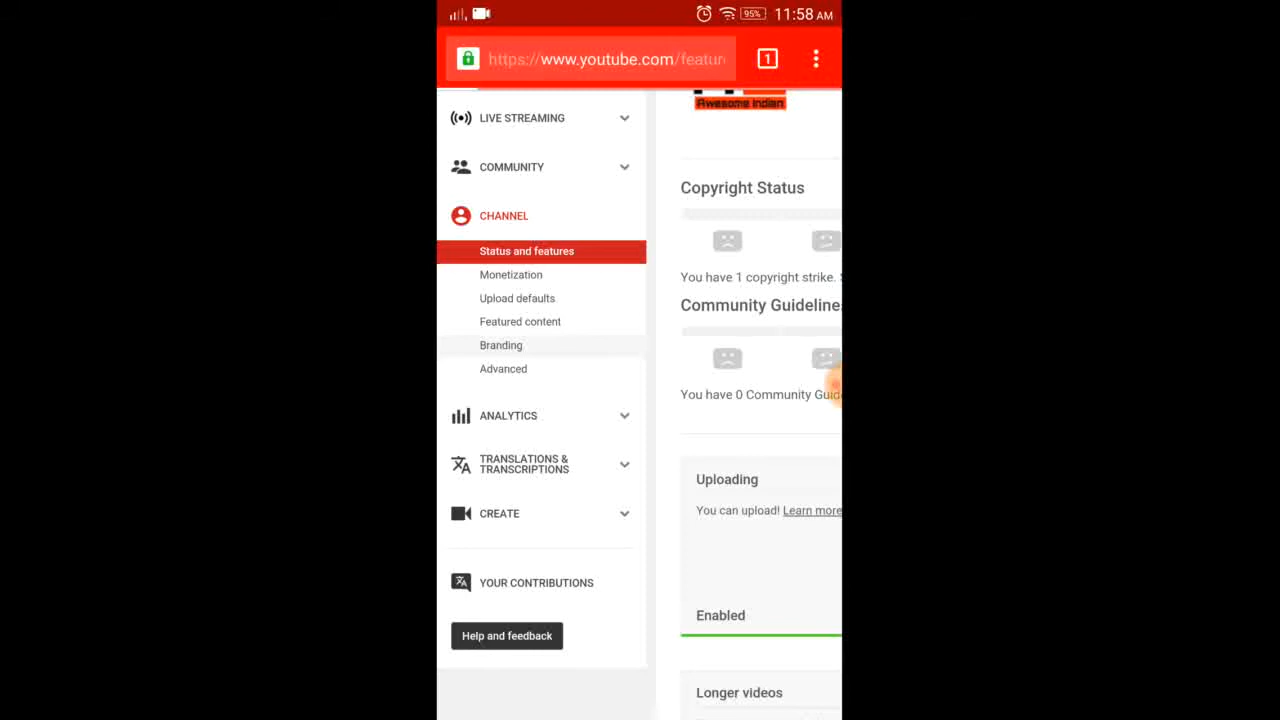 95%
11:58 AM
https://www.youtube.com/featur
1
Awesome Indian
LIVE STREAMING
COMMUNITY
CHANNEL
Status and features
Monetization
Upload defaults
Featured content
Branding
Advanced
ANALYTICS
TRANSLATIONS &
TRANSCRIPTIONS
CREATE
YOUR CONTRIBUTIONS
Help and feedback
Copyright Status
You have 1 copyright strike.
Community Guideline
You have 0 Community Guid
Uploading
You can upload! Learn more
Enabled
Longer videos